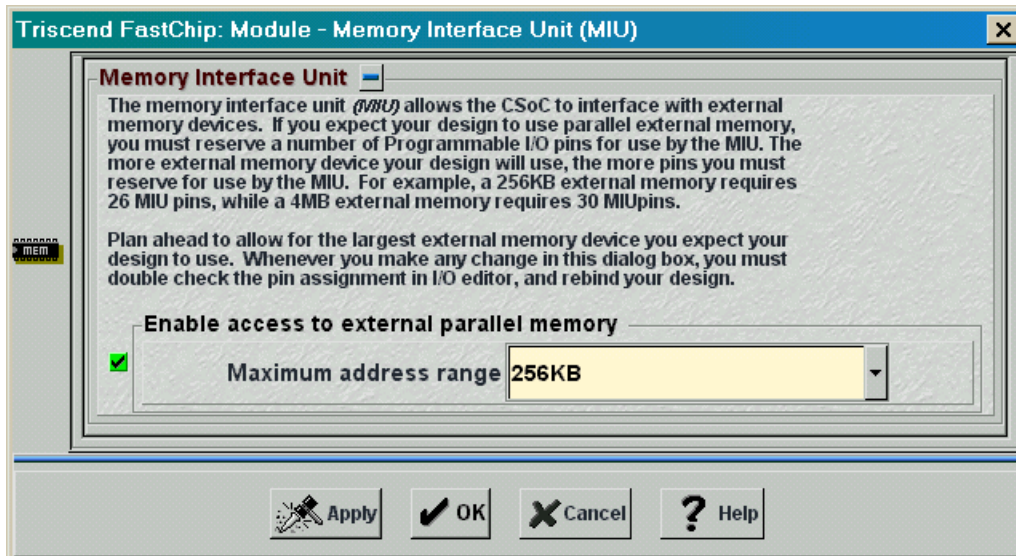 Triscend FastChip: Module - Memory Interface Unit (MIU)
Memory Interface Unit
The memory interface unit (MIU) allows the CSoC to interface with external
memory devices. If you expect your design to use parallel external memory,
you must reserve a number of Programmable I/O pins for use by the MIU. The
more external memory device your design will use, the more pins you must
reserve for use by the MIU. For example, a 256KB external memory requires
26 MIU pins, while a 4MB external memory requires 30 MIUpins.
Plan ahead to allow for the largest external memory device you expect your
design to use. Whenever you make any change in this dialog box, you must
double check the pin assignment in I/O editor, and rebind your design.
MEM
Enable access to external parallel memory
Maximum address range 256KB
Apply OK Cancel Help